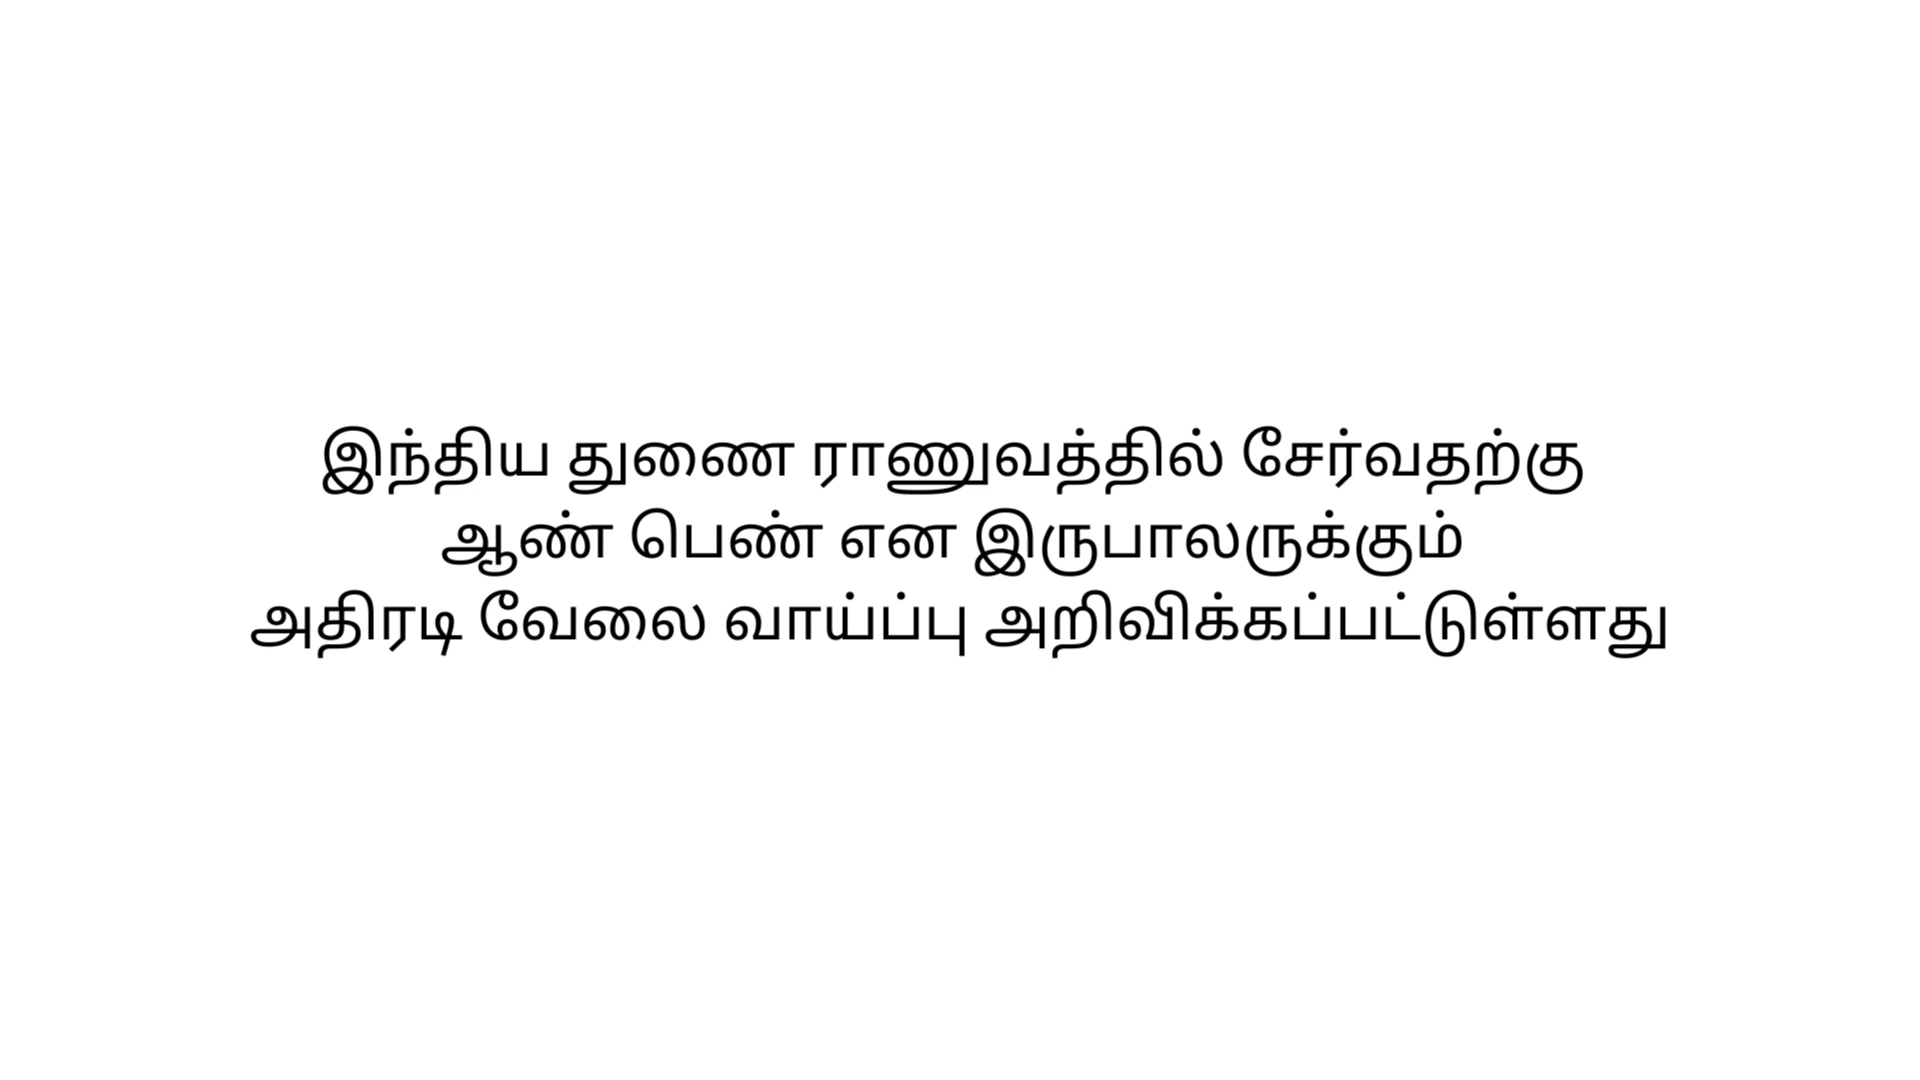 இந்திய துணை ராணுவத்தில் சேர்வதற்கு
ஆண் பெண் என இருபாலருக்கும்
அதிரடி வேலை வாய்ப்பு அறிவிக்கப்பட்டுள்ளது